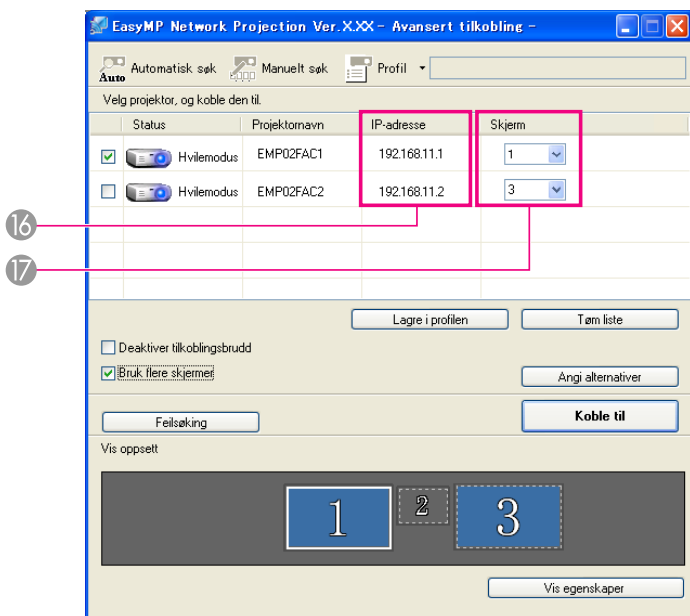 EasyMP Network Projection Ver.X.XX - Avansert tilkobling -
Auto Automatisk søk Manuelt søk Profil
Velg projektor, og koble den til.
Status Projektornavn IP-adresse Skjerm
Hvilemodus EMP02FAC1 192.168.11.1 1
Hvilemodus EMP02FAC2 192.168.11.2 3
16
17
Lagre i profilen Tøm liste
Deaktiver tilkoblingsbrudd
Bruk flere skjermer
Angi alternativer
Feilsøking Koble til
Vis oppsett
1 2 3
Vis egenskaper